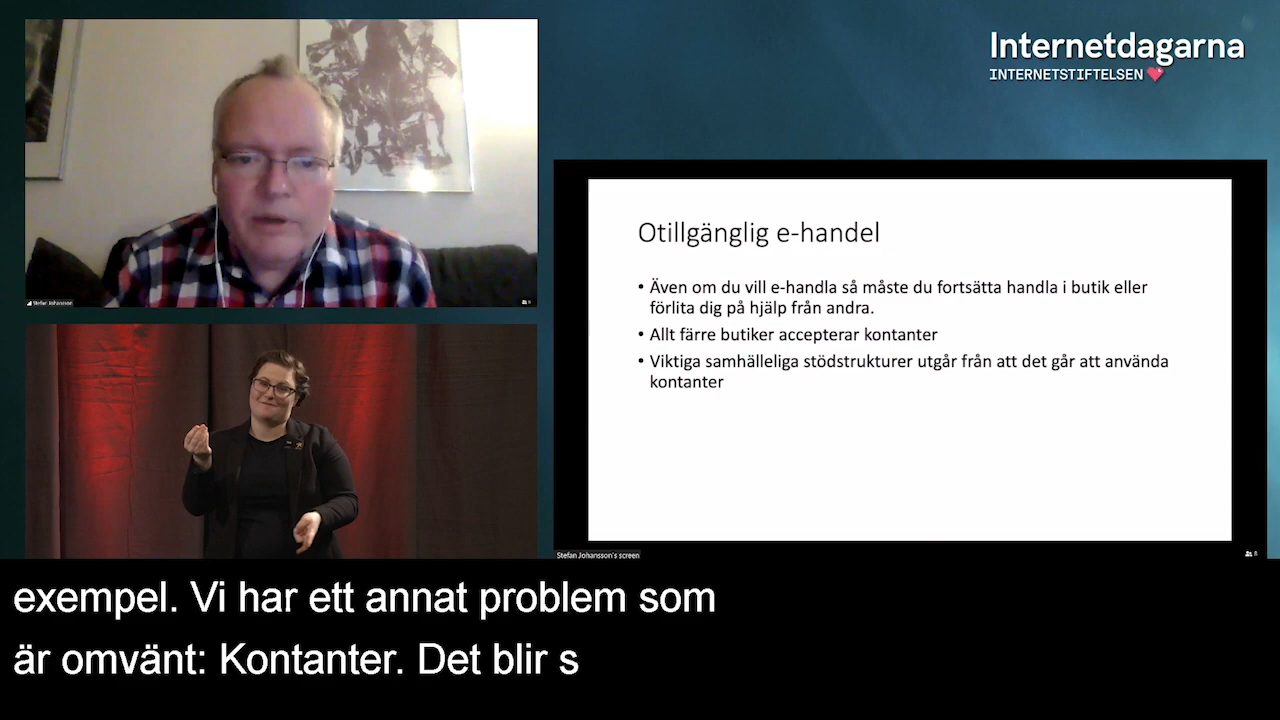 Internetdagarna
INTERNETSTIFTELSEN
Stefan Johansson
Otillgänglig e-handel
• Även om du vill e-handla så måste du fortsätta handla i butik eller
förlita dig på hjälp från andra.
• Allt färre butiker accepterar kontanter
• Viktiga samhälleliga stödstrukturer utgår från att det går att använda
kontanter
Stefan Johansson's screen
exempel. Vi har ett annat problem som
är omvänt: Kontanter. Det blir s